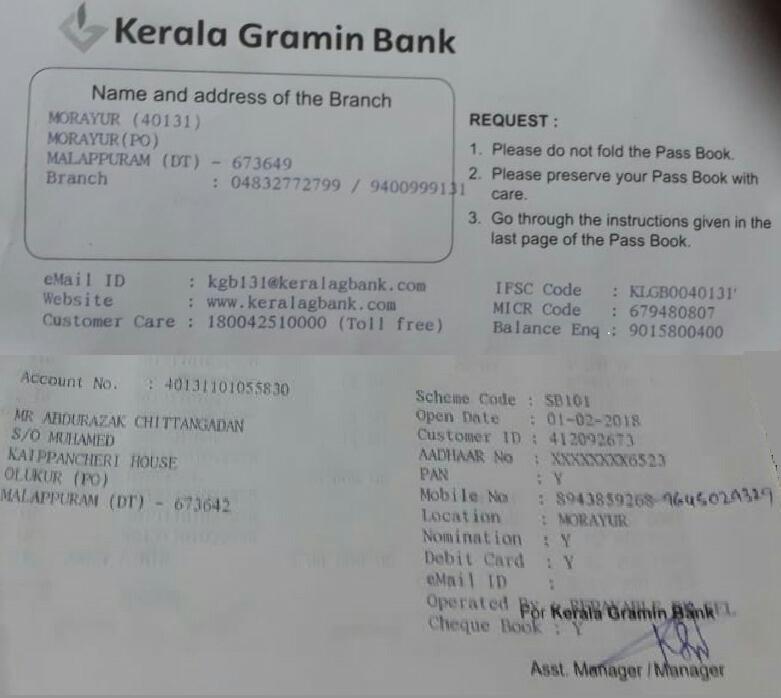 Kerala Gramin Bank
Name and address of the Branch
MORAYUR (40131)
MORAYUR(PO)
MALAPPURAM (DT) - 673649
Branch : 04832772799 / 9400999131
REQUEST :
1. Please do not fold the Pass Book.
2. Please preserve your Pass Book with
care.
3. Go through the instructions given in the
last page of the Pass Book.
eMail ID : kgb131@keralagbank.com
Website : www.keralagbank.com
Customer Care : 180042510000 (Toll free)
IFSC Code : KLGB0040131
MICR Code : 679480807
Balance Enq : 9015800400
Account No. : 40131101055830
MR ABDURAZAK CHITTANGADAN
S/O MUHAMED
KAIPPANCHERI HOUSE
OLUKUR (PO)
MALAPPURAM (DT) - 673642
Scheme Code : SB101
Open Date : 01-02-2018
Customer ID : 412092673
AADHAAR No : XXXXXXXX6523
PAN : Y
Mobile No : 8943859268
Location : MORAYUR
Nomination : Y
Debit Card : Y
eMail ID :
Operated By
For Kerala Gramin Bank
Cheque Book : Y
Asst. Manager / Manager